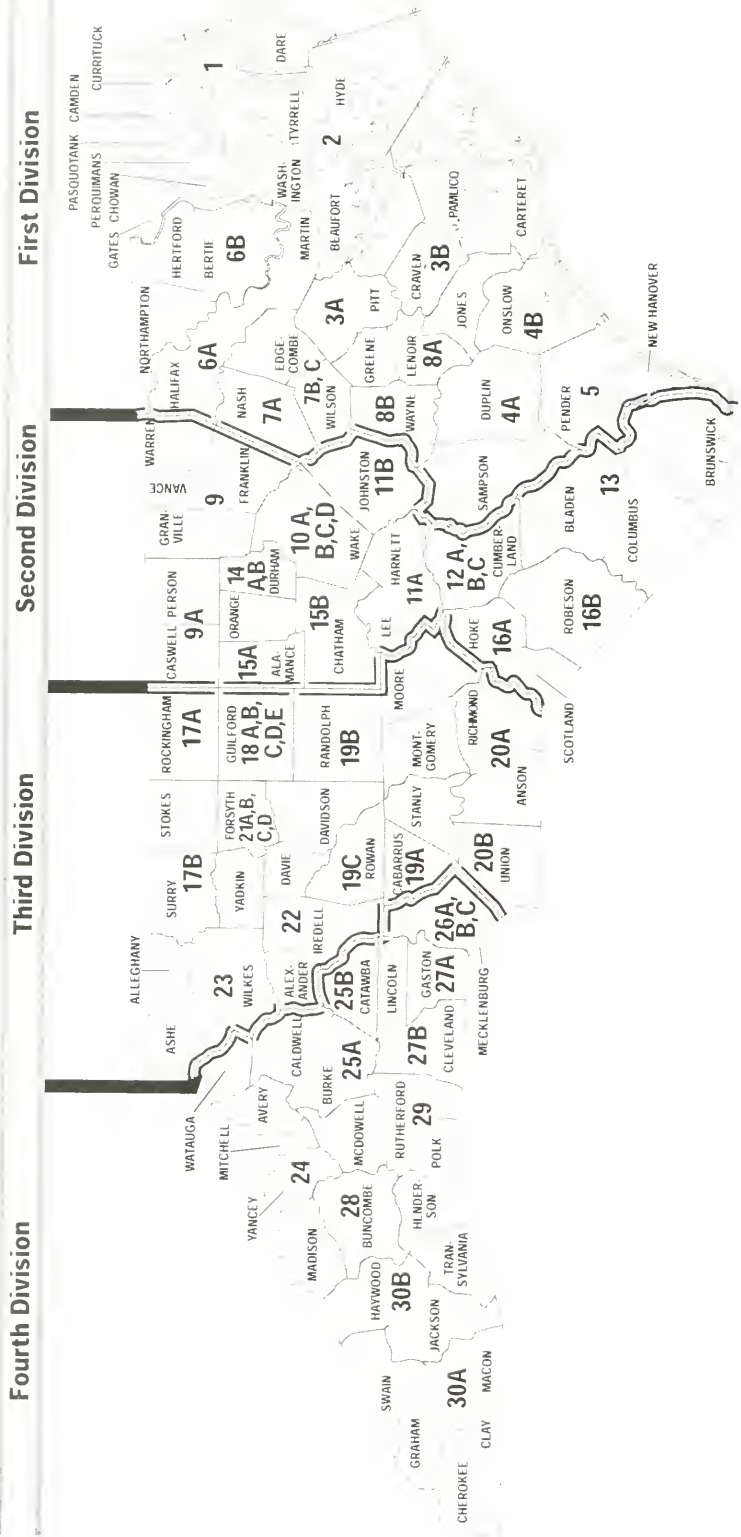 Fourth Division
Third Division
Second Division
First Division
CHEROKEE
GRAHAM
CLAY
MACON
30A
SWAIN
JACKSON
HAYWOOD
30B
TRAN-
SYLVANIA
MADISON
28
BUNCOMBE
HENDER-
SON
YANCEY
24
MITCHELL
AVERY
WATAUGA
MCDOWELL
RUTHERFORD
29
POLK
BURKE
25A
CALDWELL
27B
CLEVELAND
LINCOLN
GASTON
27A
25B
CATAWBA
MECKLENBURG
26A,
B, C
ASHE
ALLEGHANY
23
WILKES
ALEX-
ANDER
22
IREDELL
SURRY
17B
STOKES
YADKIN
DAVIE
FORSYTH
21A, B,
C, D
DAVIDSON
19C
ROWAN
CABARRUS
19A
STANLY
20B
UNION
ANSON
MONT-
GOMERY
RICHMOND
20A
ROCKINGHAM
17A
GUILFORD
18 A, B,
C, D, E
RANDOLPH
19B
MOORE
SCOTLAND
CASWELL
PERSON
9A
15A
ALA-
MANCE
ORANGE
14
A,B
DURHAM
CHATHAM
15B
LEE
HARNETT
11A
HOKE
16A
ROBESON
16B
GRAN-
VILLE
VANCE
9
WARREN
FRANKLIN
10 A,
B, C, D
WAKE
JOHNSTON
11B
12 A,
B, C
CUMBER-
LAND
SAMPSON
BLADEN
13
COLUMBUS
BRUNSWICK
NORTHAMPTON
HALIFAX
6A
NASH
7A
EDGE-
COMBE
7B, C
WILSON
8B
WAYNE
GREENE
LENOIR
8A
DUPLIN
4A
PENDER
5
NEW HANOVER
JONES
ONSLOW
4B
3A
PITT
CRAVEN
3B
PAMLICO
CARTERET
GATES
HERTFORD
BERTIE
6B
MARTIN
BEAUFORT
WASH-
INGTON
TYRRELL
2
HYDE
DARE
1
CHOWAN
PERQUIMANS
PASQUOTANK
CAMDEN
CURRITUCK